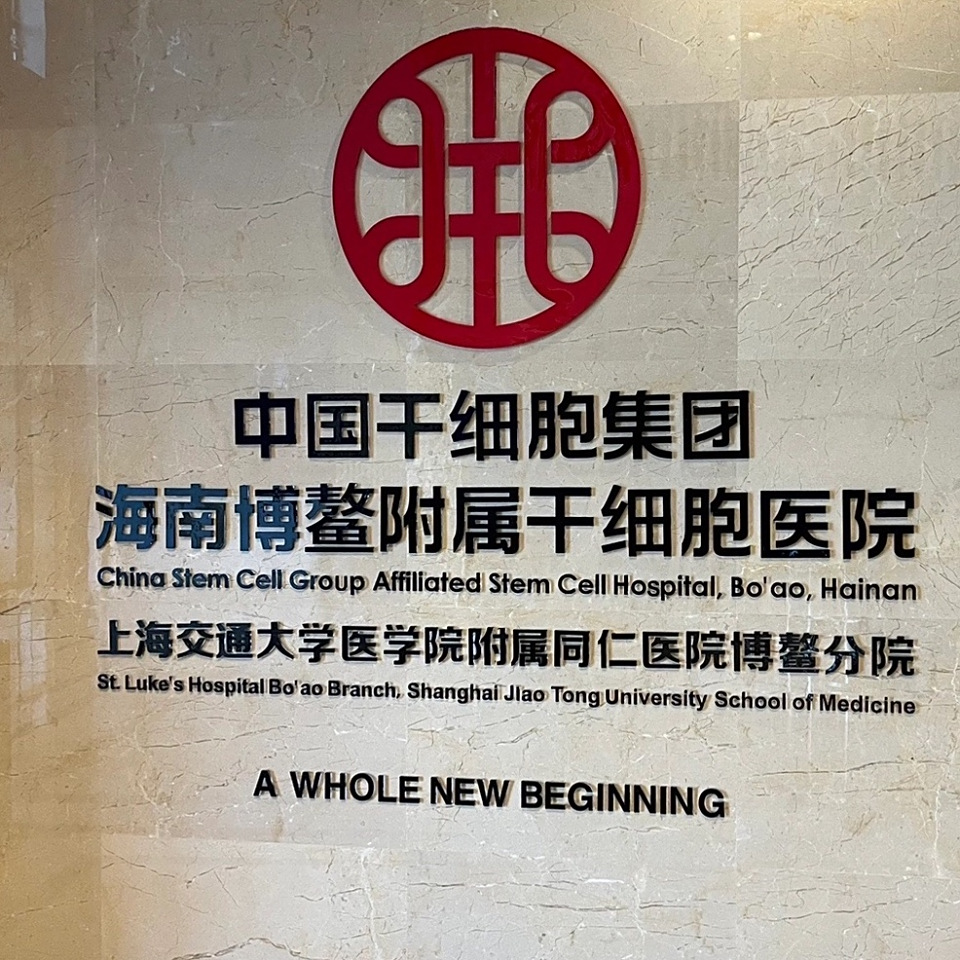 中国干细胞集团
海南博鳌附属干细胞医院
China Stem Cell Group Affiliated Stem Cell Hospital, Bo'ao, Hainan
上海交通大学医学院附属同仁医院博鳌分院
St. Luke's Hospital Bo'ao Branch, Shanghai Jiao Tong University School of Medicine
A WHOLE NEW BEGINNING